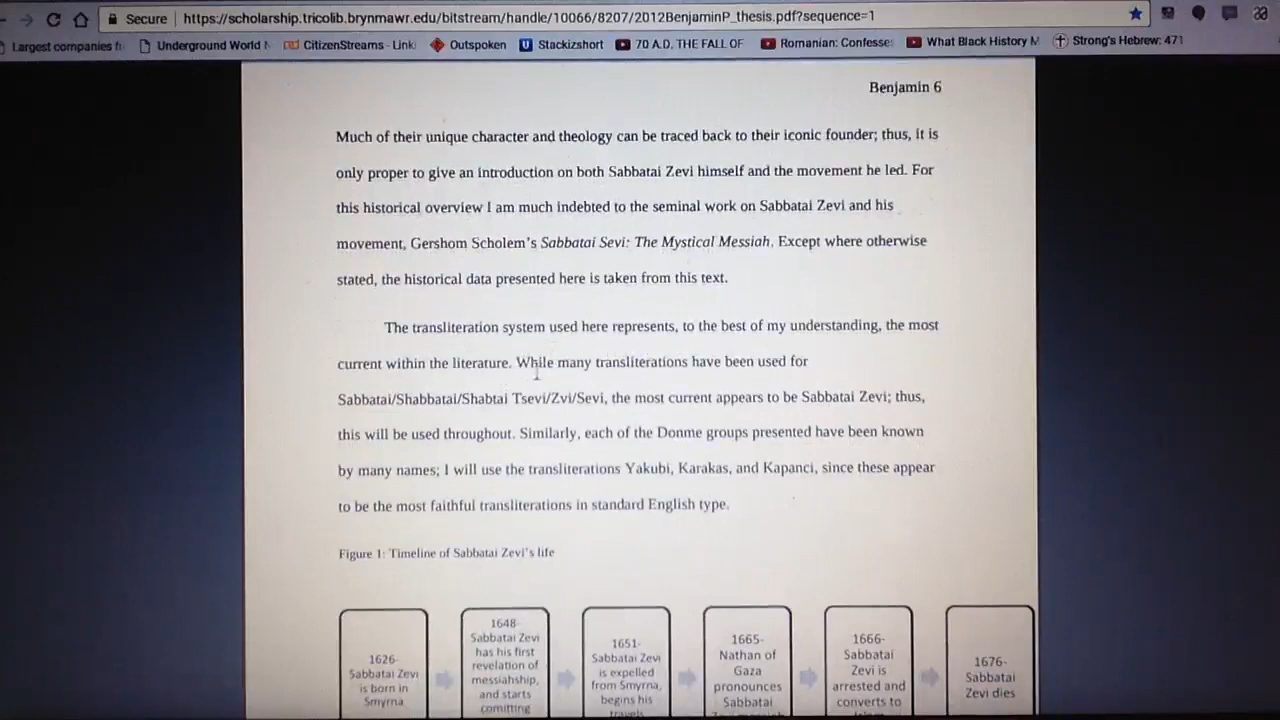 Secure | https://scholarship.tricolib.brynmawr.edu/bitstream/handle/10066/8207/2012BenjaminP_thesis.pdf?sequence=1
Largest companies Underground World CitizenStreams - Link Outspoken Stackizshort 70 A.D. THE FALL OF Romanian: Confesse What Black History M Strong's Hebrew: 471
Benjamin 6
Much of their unique character and theology can be traced back to their iconic founder; thus, it is
only proper to give an introduction on both Sabbatai Zevi himself and the movement he led. For
this historical overview I am much indebted to the seminal work on Sabbatai Zevi and his
movement, Gershom Scholem's Sabbatai Sevi: The Mystical Messiah. Except where otherwise
stated, the historical data presented here is taken from this text.
The transliteration system used here represents, to the best of my understanding, the most
current within the literature. While many transliterations have been used for
Sabbatai/Shabbatai/Shabtai Tsevi/Zvi/Sevi, the most current appears to be Sabbatai Zevi; thus,
this will be used throughout. Similarly, each of the Donme groups presented have been known
by many names; I will use the transliterations Yakubi, Karakas, and Kapanci, since these appear
to be the most faithful transliterations in standard English type.
Figure 1: Timeline of Sabbatai Zevi's life
1626-
Sabbatai Zevi
is born in
Smyrna
1648-
Sabbatai Zevi
has his first
revelation of
messiahship,
and starts
comitting
1651-
Sabbatai Zevi
is expelled
from Smyrna,
begins his
travels
1665-
Nathan of
Gaza
pronounces
Sabbatai
1666-
Sabbatai
Zevi is
arrested and
converts to
1676-
Sabbatai
Zevi dies